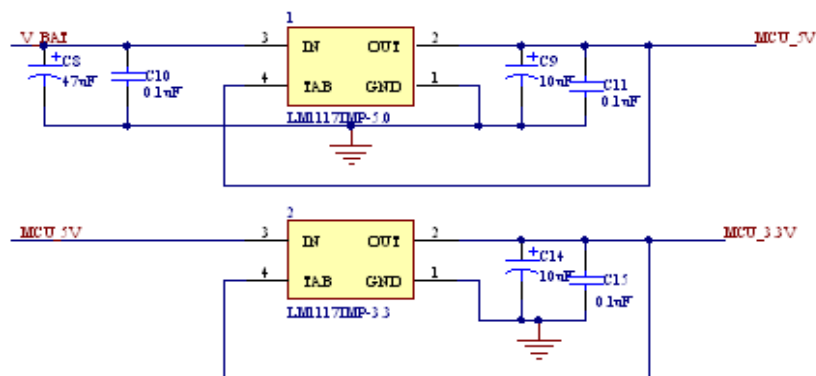 1
V_BAT 3 IN OUT 2 MCU_5V
C8 47uF C10 0.1uF 4 TAB GND 1 C9 10uF C11 0.1uF
LM1117IMP-5.0
2
MCU_5V 3 IN OUT 2 MCU_3.3V
4 TAB GND 1 C14 10uF C15 0.1uF
LM1117IMP-3.3